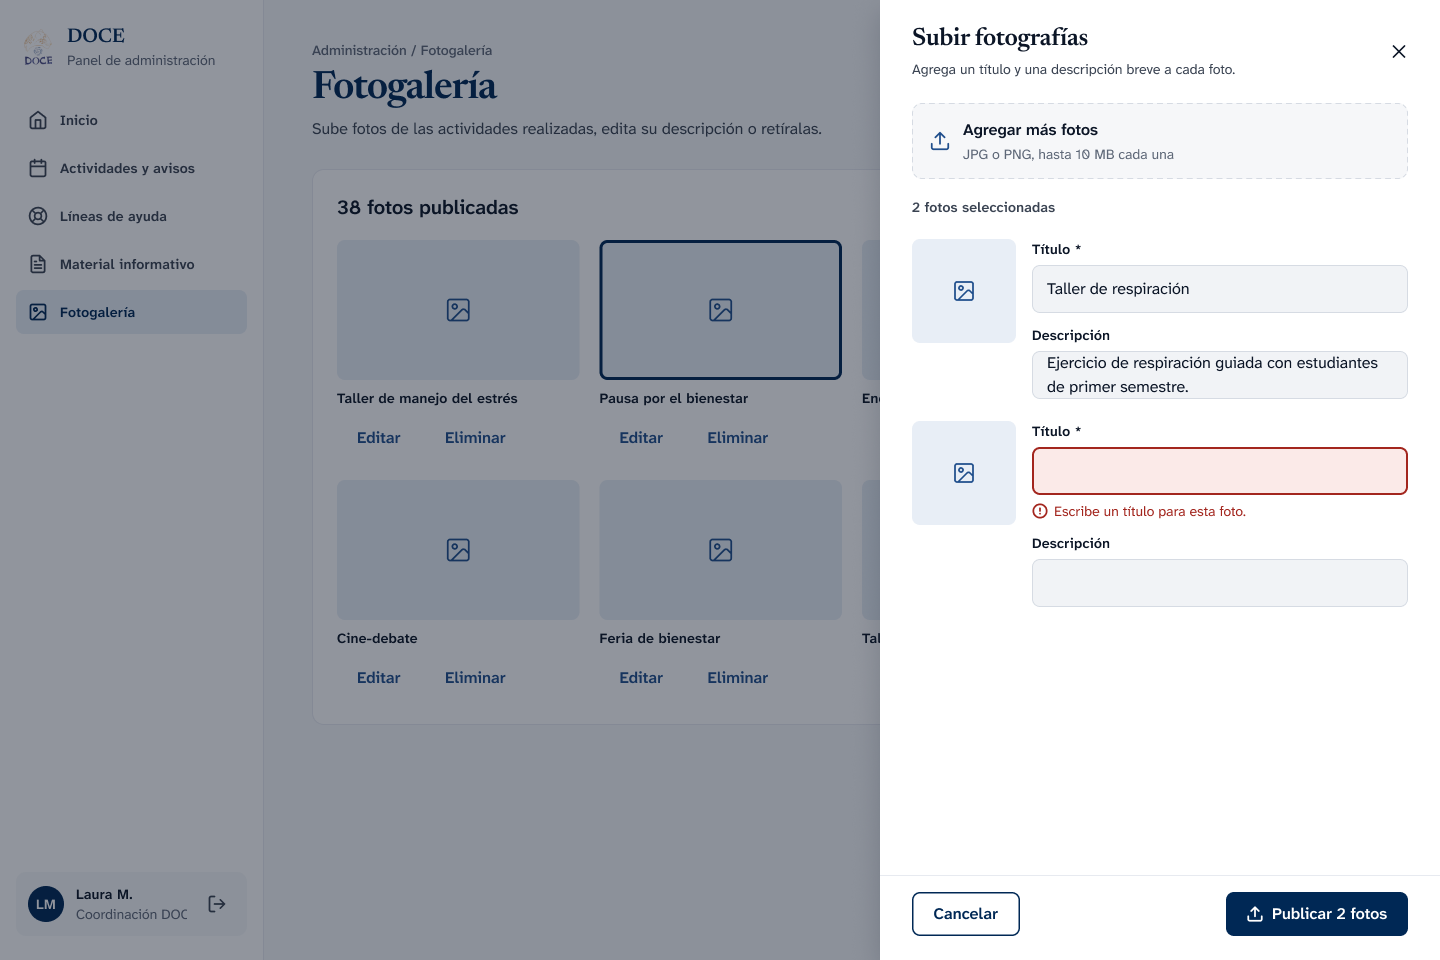 DOCE
DOCE
Panel de administración
Inicio
Actividades y avisos
Líneas de ayuda
Material informativo
Fotogalería
LM
Laura M.
Coordinación DOC
Administración / Fotogalería
Fotogalería
Sube fotos de las actividades realizadas, edita su descripción o retíralas.
38 fotos publicadas
Taller de manejo del estrés
Pausa por el bienestar
Enc
Editar
Eliminar
Editar
Eliminar
Cine-debate
Feria de bienestar
Tal
Editar
Eliminar
Editar
Eliminar
Subir fotografías
Agrega un título y una descripción breve a cada foto.
Agregar más fotos
JPG o PNG, hasta 10 MB cada una
2 fotos seleccionadas
Título *
Taller de respiración
Descripción
Ejercicio de respiración guiada con estudiantes
de primer semestre.
Título *
Escribe un título para esta foto.
Descripción
Cancelar
Publicar 2 fotos